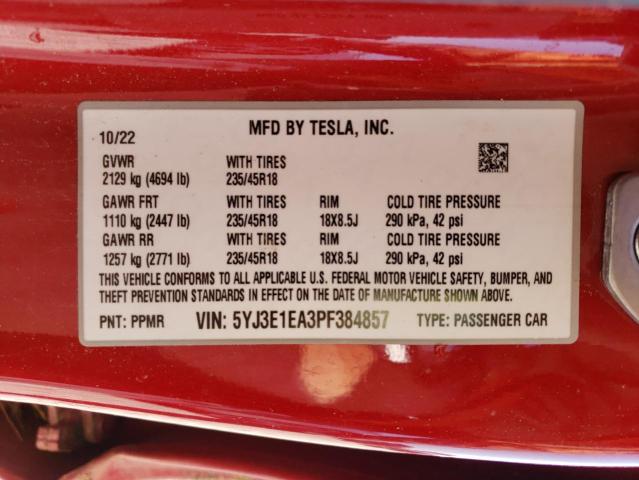 10/22 MFD BY TESLA, INC.
GVWR WITH TIRES
2129 kg (4694 lb) 235/45R18
GAWR FRT WITH TIRES RIM COLD TIRE PRESSURE
1110 kg (2447 lb) 235/45R18 18X8.5J 290 kPa, 42 psi
GAWR RR WITH TIRES RIM COLD TIRE PRESSURE
1257 kg (2771 lb) 235/45R18 18X8.5J 290 kPa, 42 psi
THIS VEHICLE CONFORMS TO ALL APPLICABLE U.S. FEDERAL MOTOR VEHICLE SAFETY, BUMPER, AND
THEFT PREVENTION STANDARDS IN EFFECT ON THE DATE OF MANUFACTURE SHOWN ABOVE.
PNT: PPMR VIN: 5YJ3E1EA3PF384857 TYPE: PASSENGER CAR